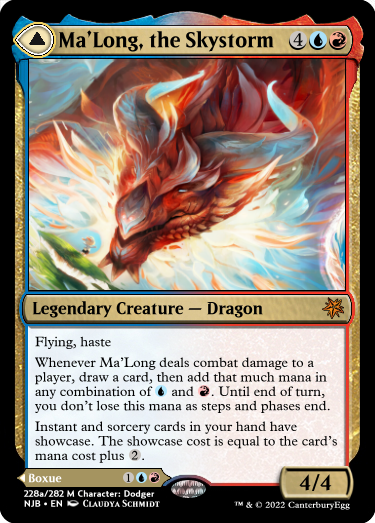 Ma'Long, the Skystorm 4
Legendary Creature — Dragon
Flying, haste
Whenever Ma'Long deals combat damage to a
player, draw a card, then add that much mana in
any combination of and . Until end of turn,
you don't lose this mana as steps and phases end.
Instant and sorcery cards in your hand have
showcase. The showcase cost is equal to the card's
mana cost plus 2.
Boxue 1
4/4
228a/282 M Character: Dodger
NJB • EN Claudya Schmidt
™ & © 2022 CanterburyEgg